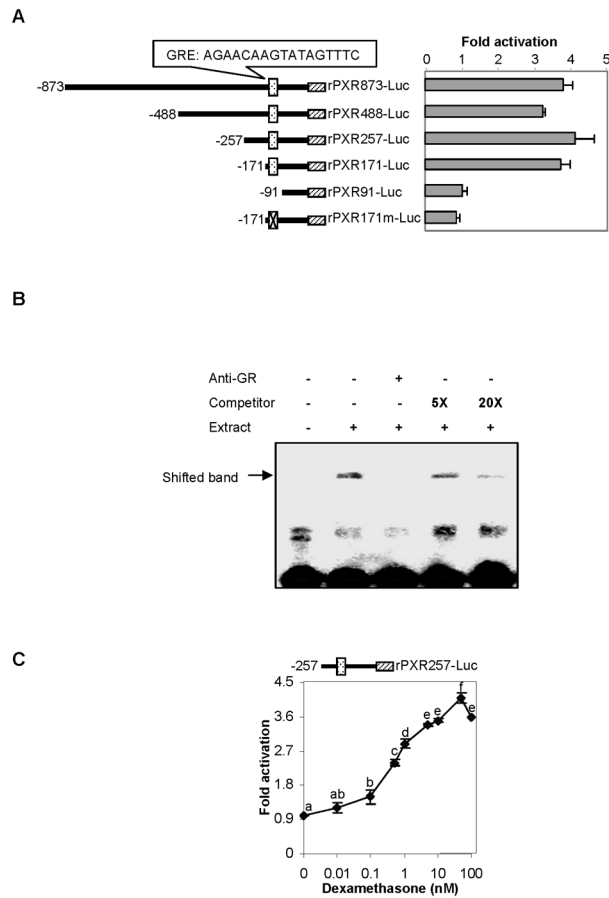 A
Fold activation
GRE: AGAACAAGTATAGTTTC
0 1 2 3 4 5
-873 rPXR873-Luc
-488 rPXR488-Luc
-257 rPXR257-Luc
-171 rPXR171-Luc
-91 rPXR91-Luc
-171 rPXR171m-Luc
B
Anti-GR - - + - -
Competitor - - - 5X 20X
Extract - + + + +
Shifted band
C
-257 rPXR257-Luc
Fold activation
4.5
3.6
2.7
1.8
0.9
0
a ab b c d e e f e
0 0.01 0.1 1 10 100
Dexamethasone (nM)